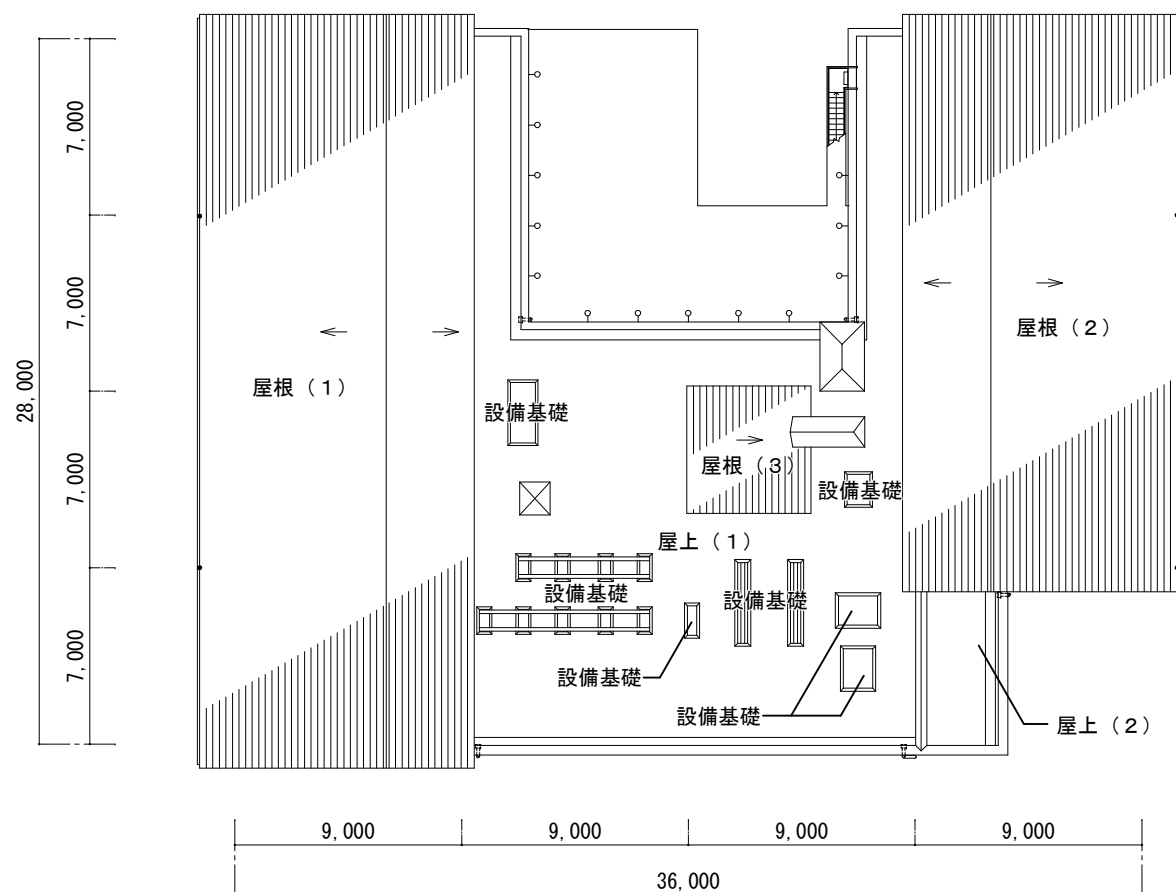 7,000
7,000
7,000
7,000
28,000
屋根（1）
屋根（2）
屋根（3）
設備基礎
設備基礎
屋上（1）
設備基礎
設備基礎
設備基礎
設備基礎
屋上（2）
9,000
9,000
9,000
9,000
36,000